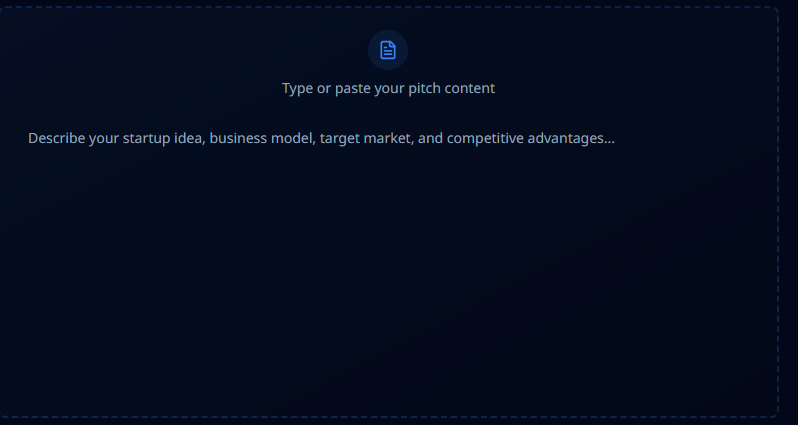 Type or paste your pitch content
Describe your startup idea, business model, target market, and competitive advantages...